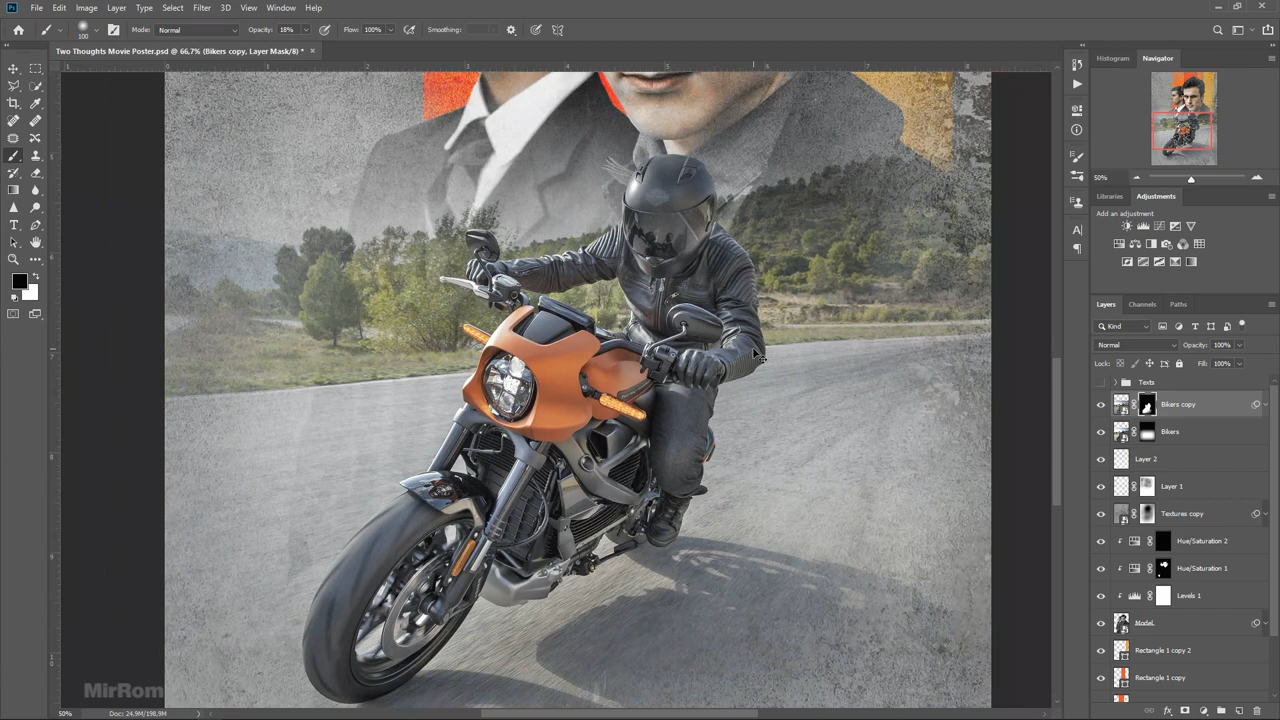 File Edit Image Layer Type Select Filter 3D View Window Help
100 Mode: Normal Opacity: 18% Flow: 100% Smoothing:
Two Thoughts Movie Poster.psd @ 66,7% (Bikers copy, Layer Mask/8) *
Histogram Navigator
50%
Libraries Adjustments
Add an adjustment
Layers Channels Paths
Kind
Normal Opacity: 100%
Lock: Fill: 100%
Texts
Bikers copy
Bikers
Layer 2
Layer 1
Textures copy
Hue/Saturation 2
Hue/Saturation 1
Levels 1
Model.
Rectangle 1 copy 2
Rectangle 1 copy
MirRom
50% Doc: 24,9M/198,9M